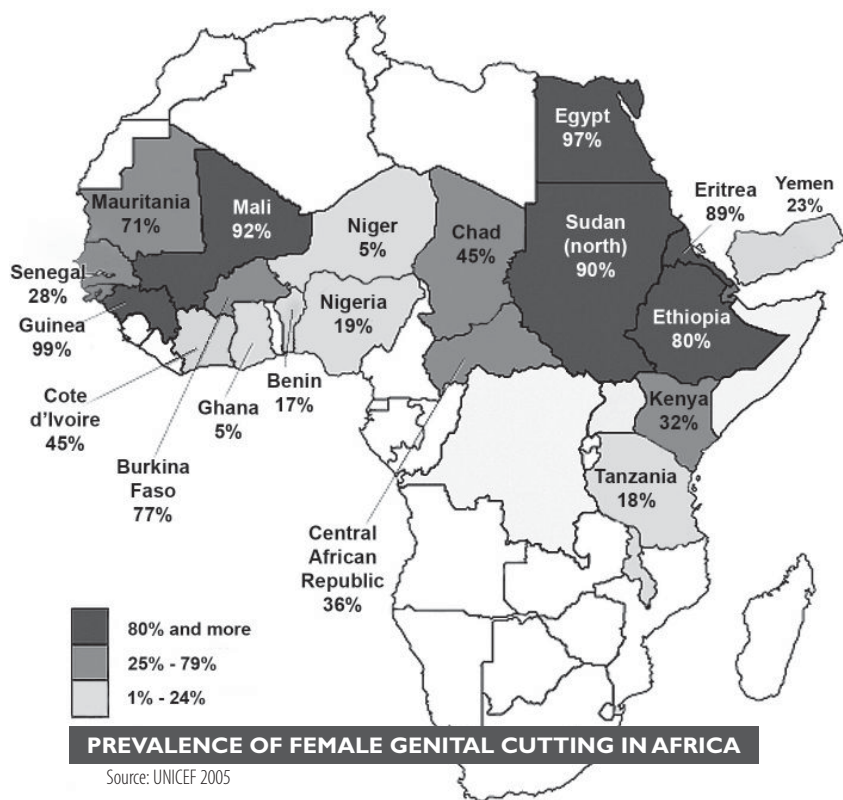 Egypt
97%
Mauritania
71%
Mali
92%
Niger
5%
Chad
45%
Sudan
(north)
90%
Eritrea
89%
Yemen
23%
Senegal
28%
Guinea
99%
Nigeria
19%
Ethiopia
80%
Cote
d'Ivoire
45%
Ghana
5%
Benin
17%
Kenya
32%
Burkina
Faso
77%
Tanzania
18%
Central
African
Republic
36%
80% and more
25% - 79%
1% - 24%
PREVALENCE OF FEMALE GENITAL CUTTING IN AFRICA
Source: UNICEF 2005